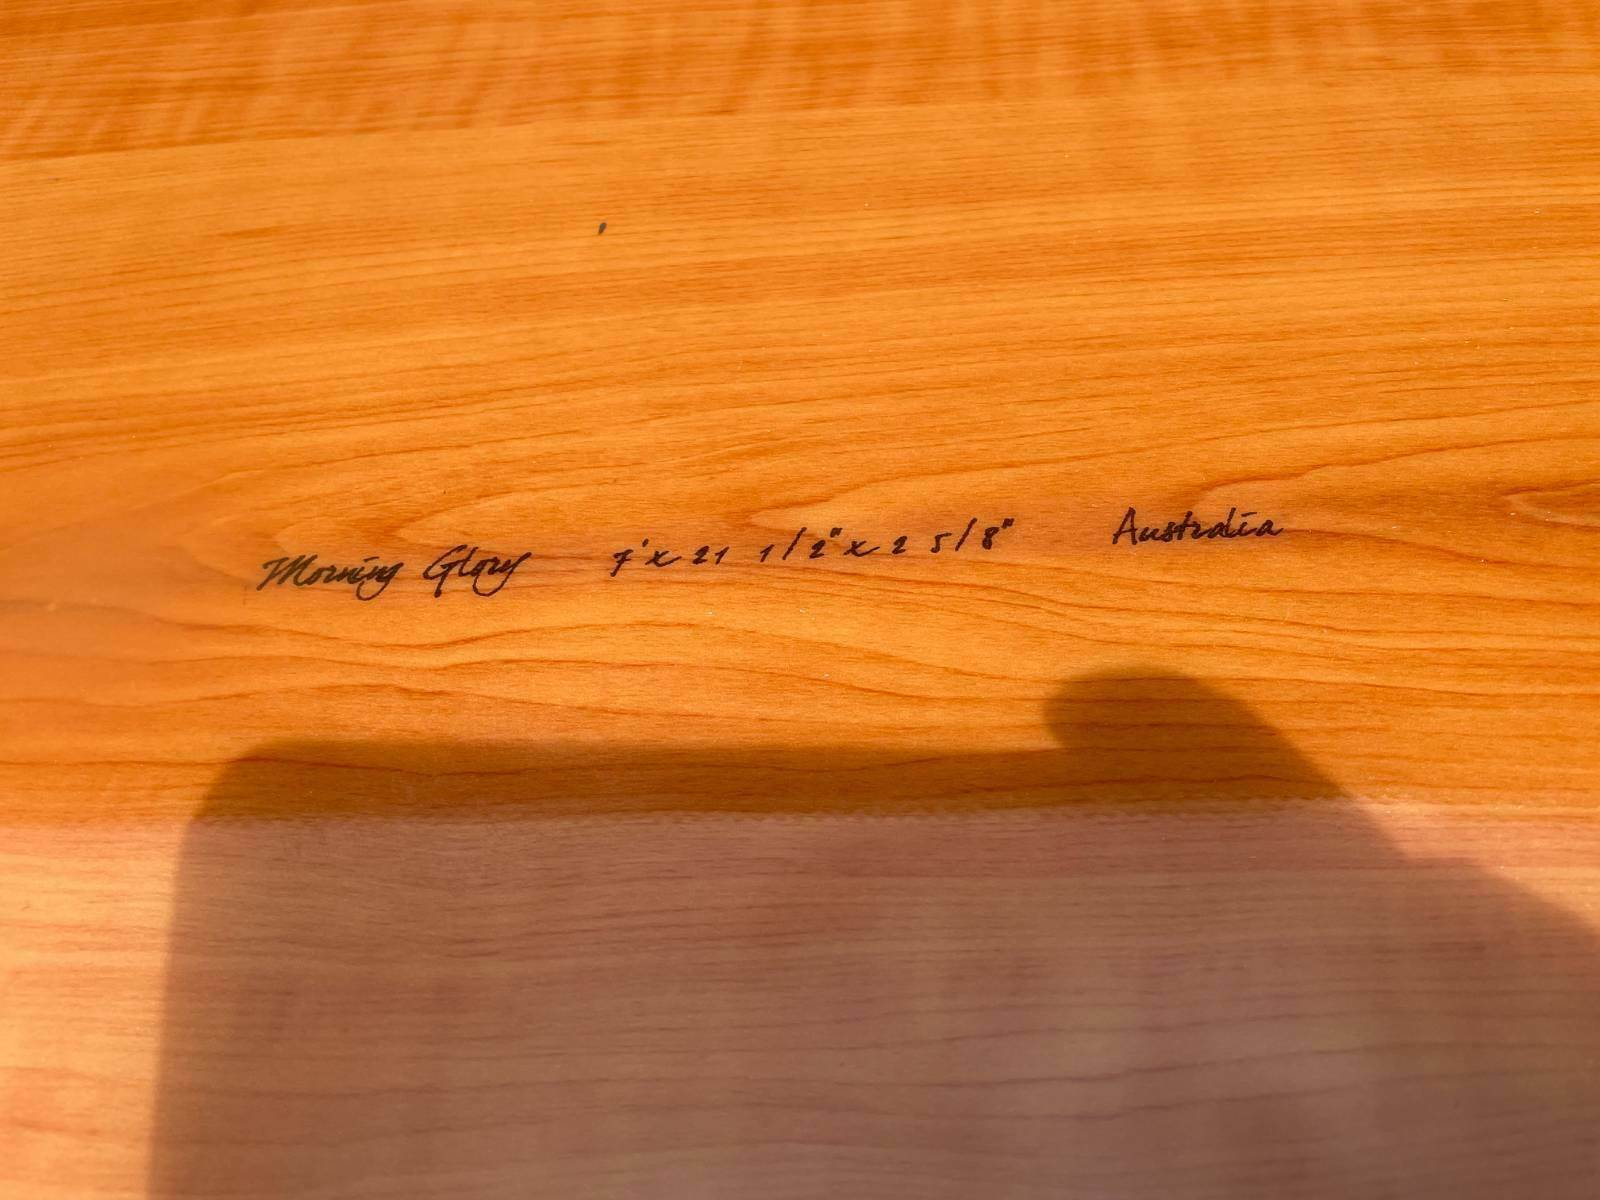 Morning Glory 7' x 21 1/2" x 2 5/8" Australia